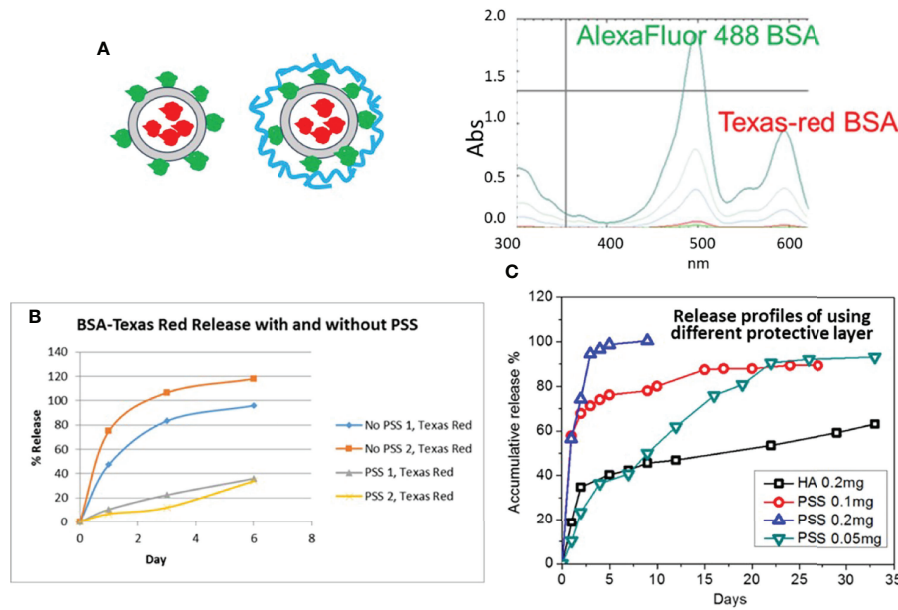 A
AlexaFluor 488 BSA
Texas-red BSA
Abs
2.0
1.5
1.0
0.5
0.0
300
400
500
600
nm
B
BSA-Texas Red Release with and without PSS
% Release
140
120
100
80
60
40
20
0
0
2
4
6
8
Day
No PSS 1, Texas Red
No PSS 2, Texas Red
PSS 1, Texas Red
PSS 2, Texas Red
C
Release profiles of using
different protective layer
Accumulative release %
120
100
80
60
40
20
0
0
5
10
15
20
25
30
35
Days
HA 0.2mg
PSS 0.1mg
PSS 0.2mg
PSS 0.05mg